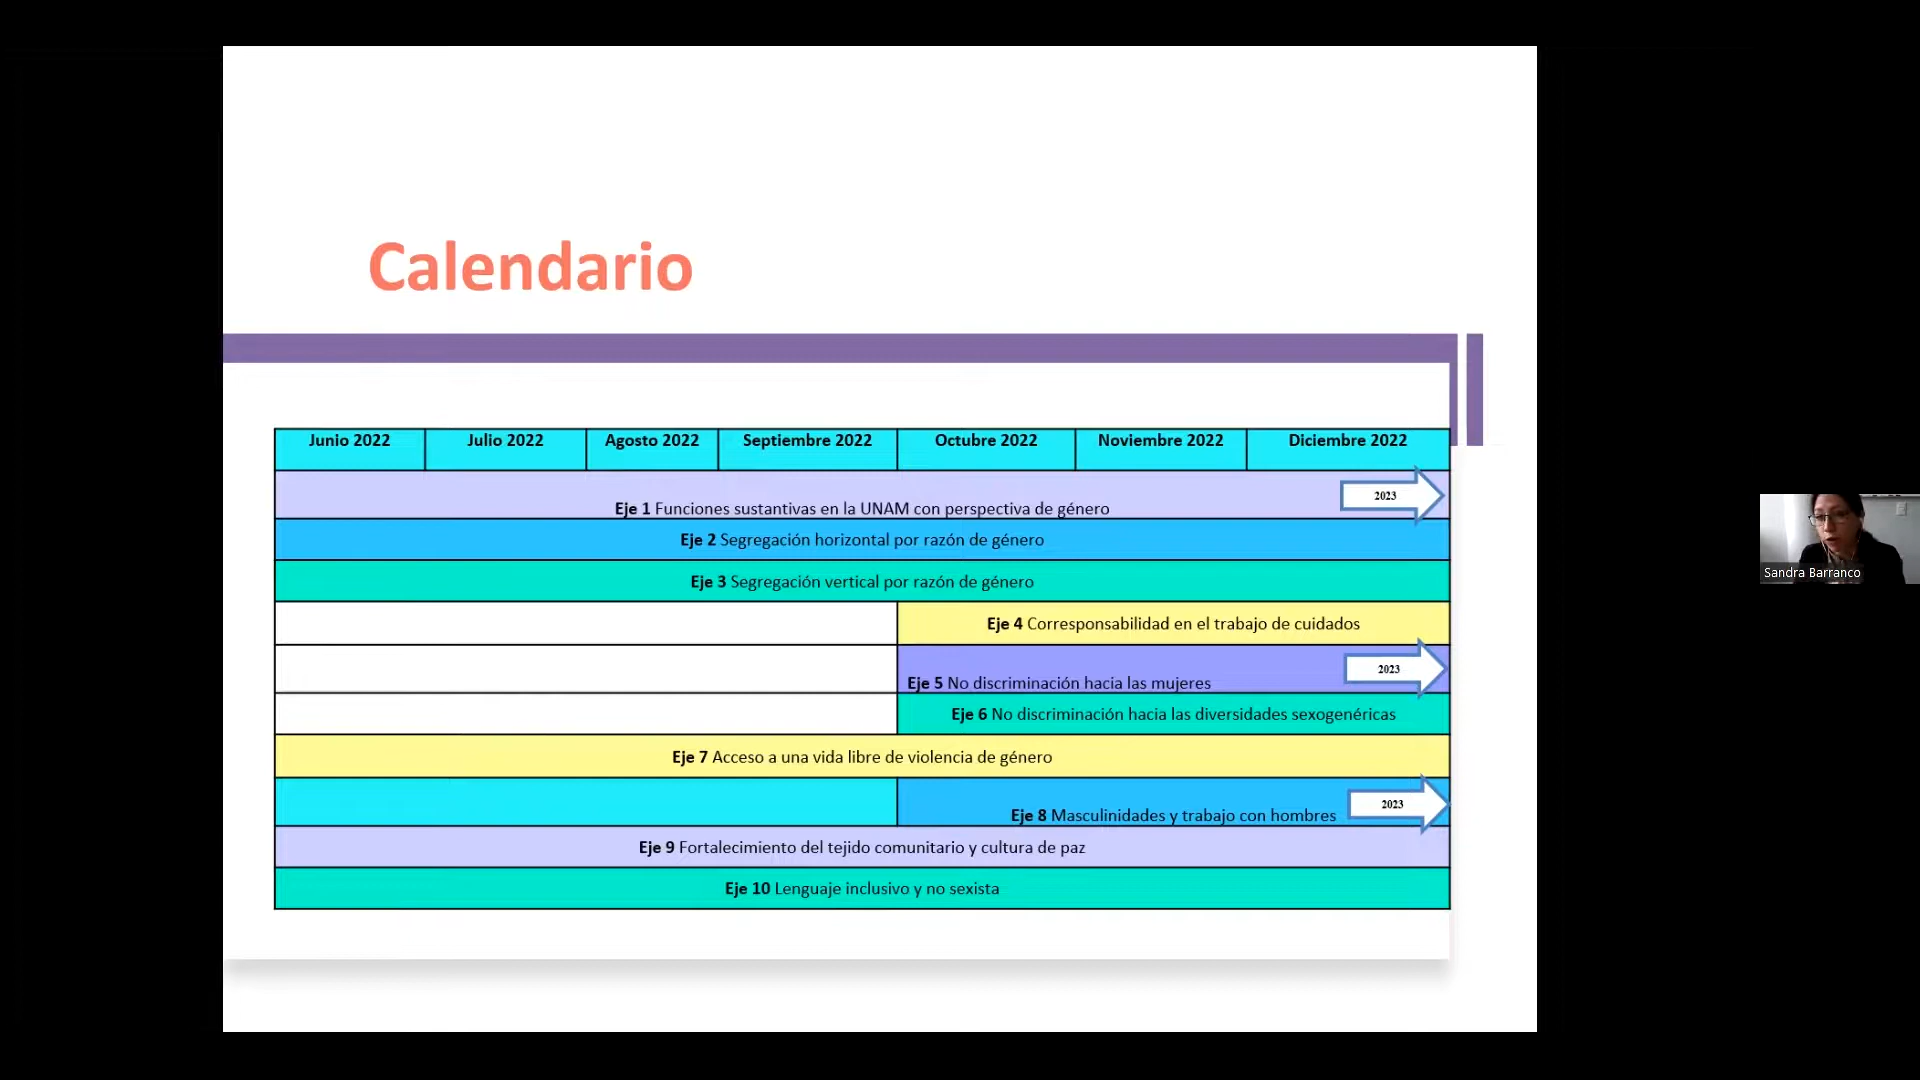 Calendario
Junio 2022 Julio 2022 Agosto 2022 Septiembre 2022 Octubre 2022 Noviembre 2022 Diciembre 2022
2023
Eje 1 Funciones sustantivas en la UNAM con perspectiva de género
Eje 2 Segregación horizontal por razón de género
Eje 3 Segregación vertical por razón de género
Eje 4 Corresponsabilidad en el trabajo de cuidados
2023
Eje 5 No discriminación hacia las mujeres
Eje 6 No discriminación hacia las diversidades sexogenéricas
Eje 7 Acceso a una vida libre de violencia de género
2023
Eje 8 Masculinidades y trabajo con hombres
Eje 9 Fortalecimiento del tejido comunitario y cultura de paz
Eje 10 Lenguaje inclusivo y no sexista
Sandra Barranco